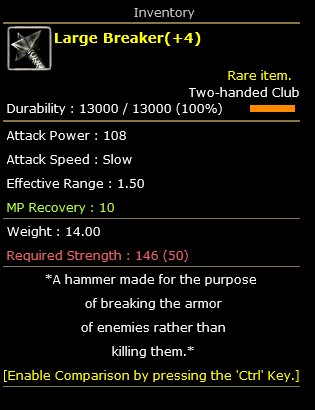 Inventory
Large Breaker(+4)
Rare item.
Two-handed Club
Durability : 13000 / 13000 (100%)
Attack Power : 108
Attack Speed : Slow
Effective Range : 1.50
MP Recovery : 10
Weight : 14.00
Required Strength : 146 (50)
*A hammer made for the purpose
of breaking the armor
of enemies rather than
killing them.*
[Enable Comparison by pressing the 'Ctrl' Key.]